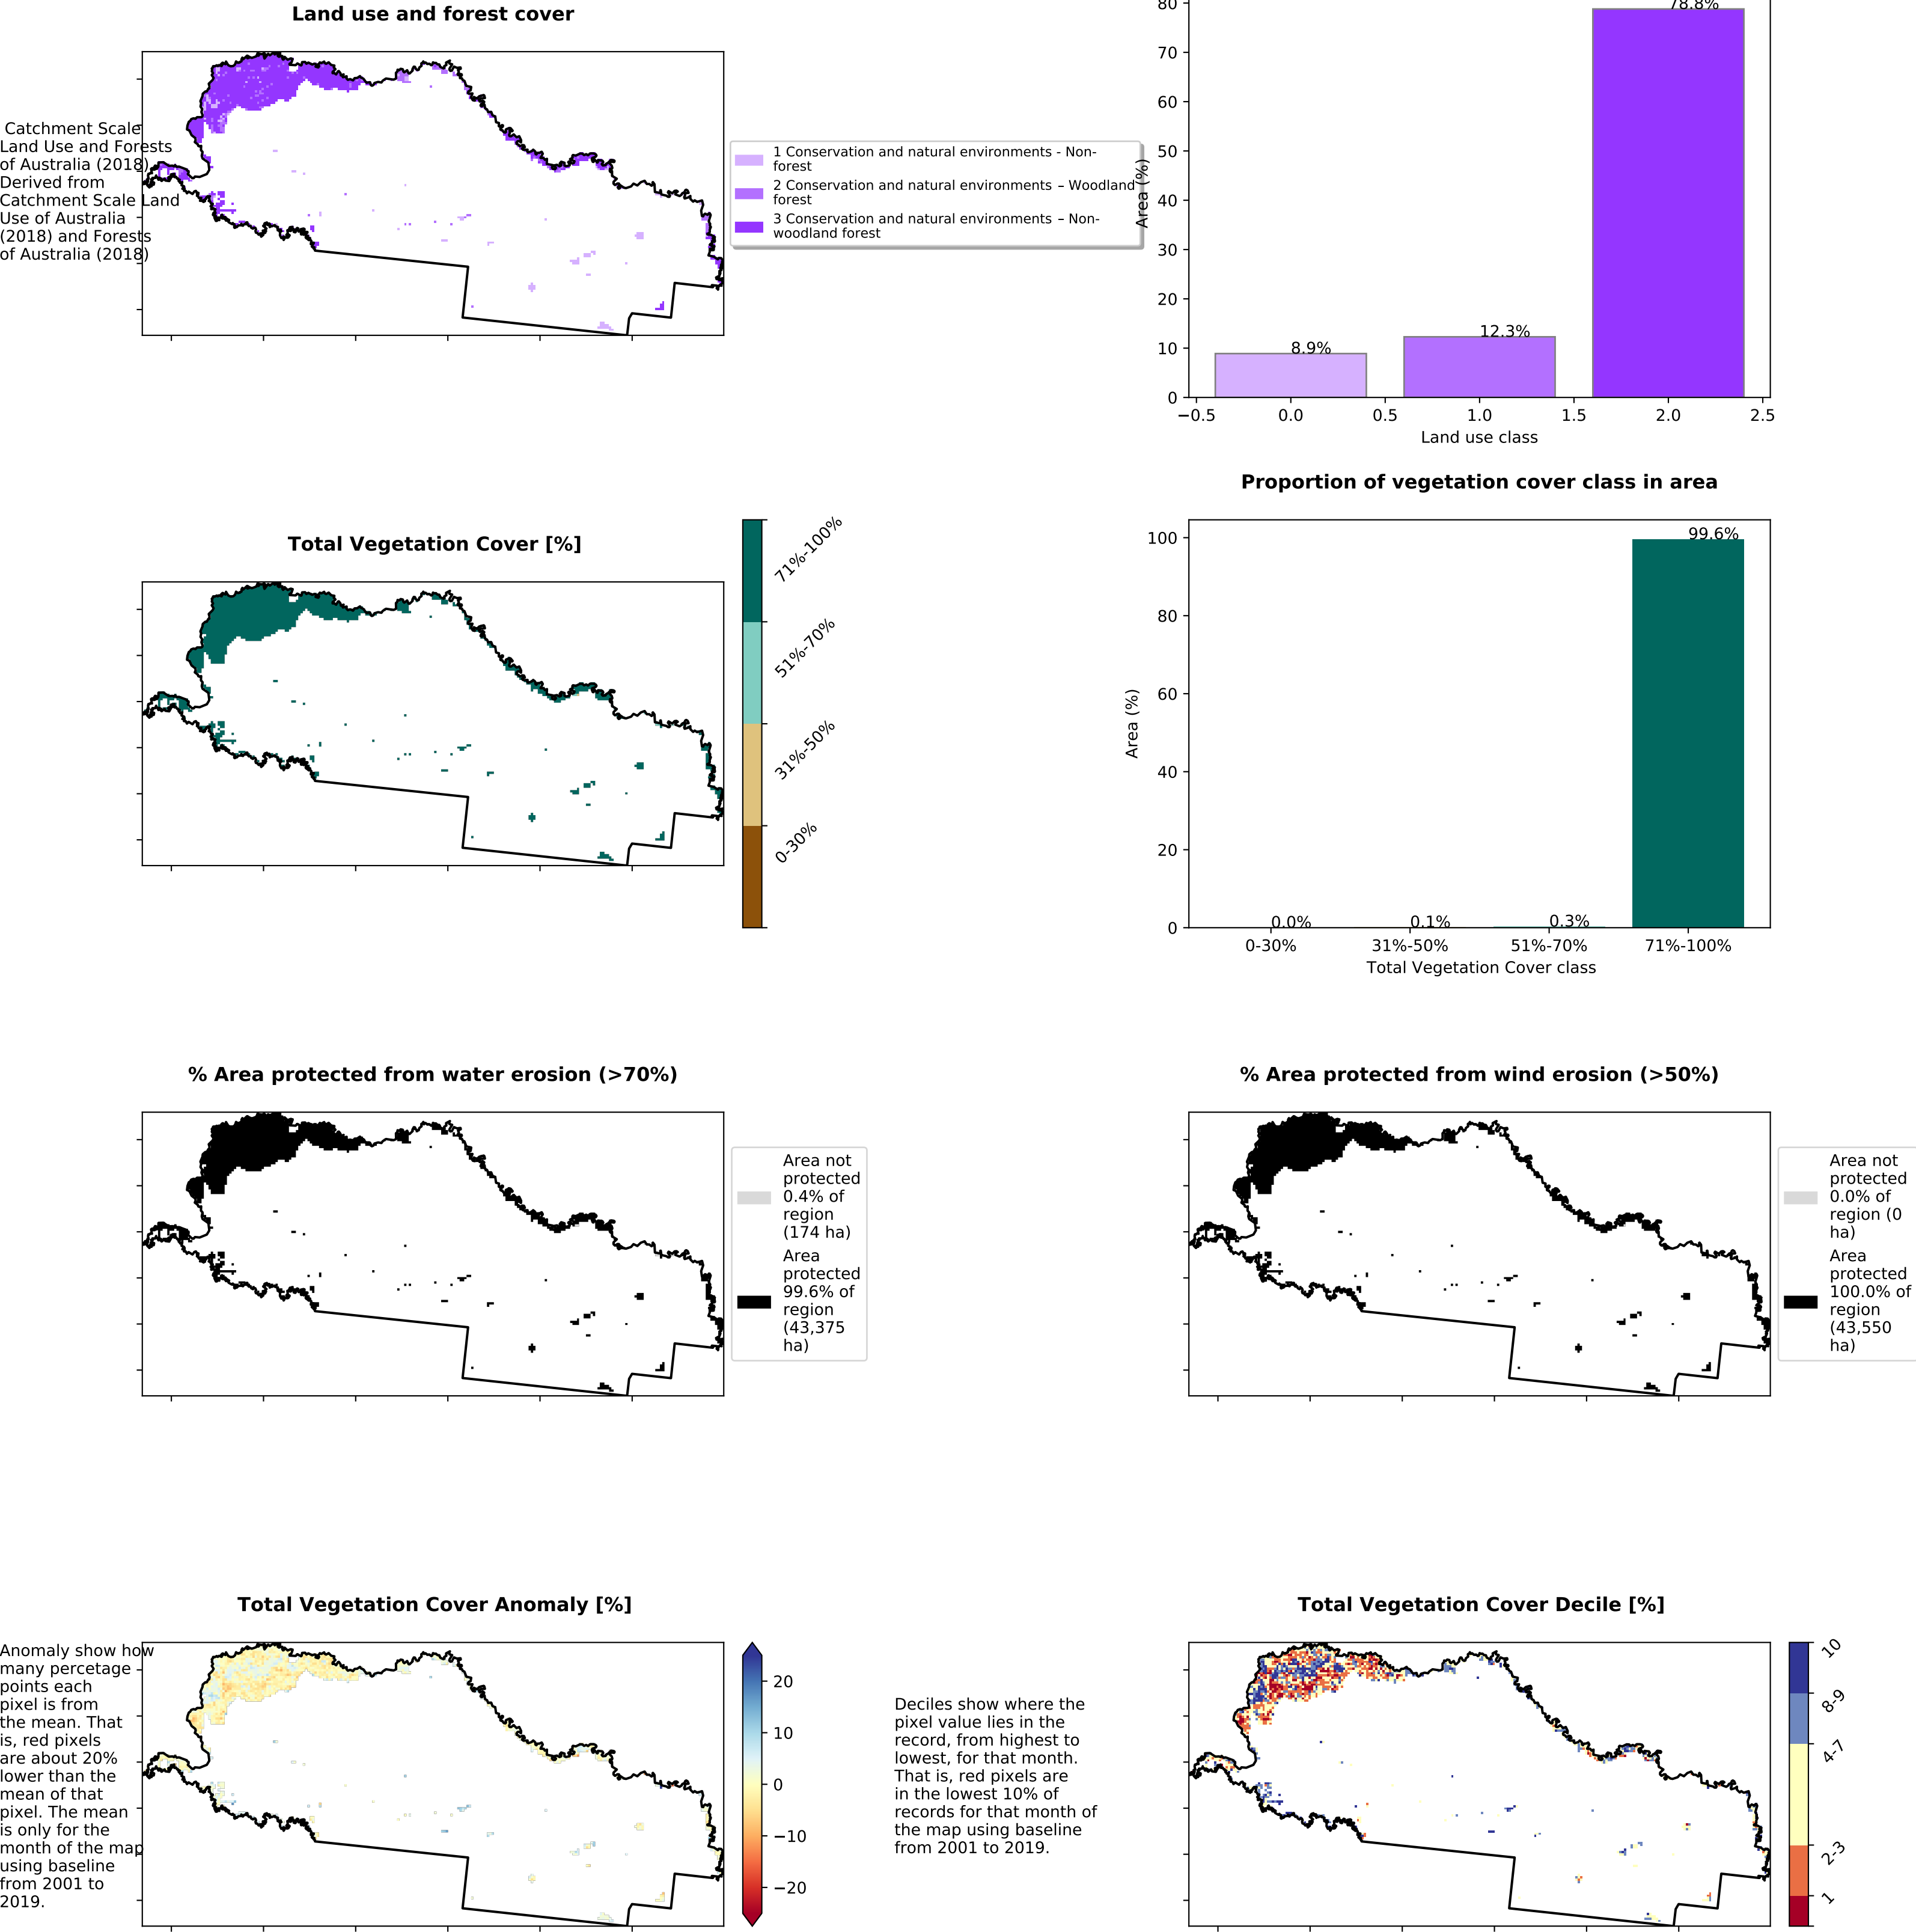 Land use and forest cover
Catchment Scale
Land Use and Forests
of Australia (2018)
Derived from
Catchment Scale Land
Use of Australia
(2018) and Forests
of Australia (2018)
1 Conservation and natural environments - Non-
forest
2 Conservation and natural environments – Woodland
forest
3 Conservation and natural environments – Non-
woodland forest
Area (%)
80
70
60
50
40
30
20
10
0
8.9%
12.3%
78.8%
−0.5
0.0
0.5
1.0
1.5
2.0
2.5
Land use class
Total Vegetation Cover [%]
71%-100%
51%-70%
31%-50%
0-30%
Proportion of vegetation cover class in area
Area (%)
100
80
60
40
20
0
0.0%
0.1%
0.3%
99.6%
0-30%
31%-50%
51%-70%
71%-100%
Total Vegetation Cover class
% Area protected from water erosion (>70%)
Area not
protected
0.4% of
region
(174 ha)
Area
protected
99.6% of
region
(43,375
ha)
% Area protected from wind erosion (>50%)
Area not
protected
0.0% of
region (0
ha)
Area
protected
100.0% of
region
(43,550
ha)
Total Vegetation Cover Anomaly [%]
Anomaly show how
many percetage
points each
pixel is from
the mean. That
is, red pixels
are about 20%
lower than the
mean of that
pixel. The mean
is only for the
month of the map
using baseline
from 2001 to
2019.
20
10
0
−10
−20
Total Vegetation Cover Decile [%]
Deciles show where the
pixel value lies in the
record, from highest to
lowest, for that month.
That is, red pixels are
in the lowest 10% of
records for that month of
the map using baseline
from 2001 to 2019.
10
8-9
4-7
2-3
1